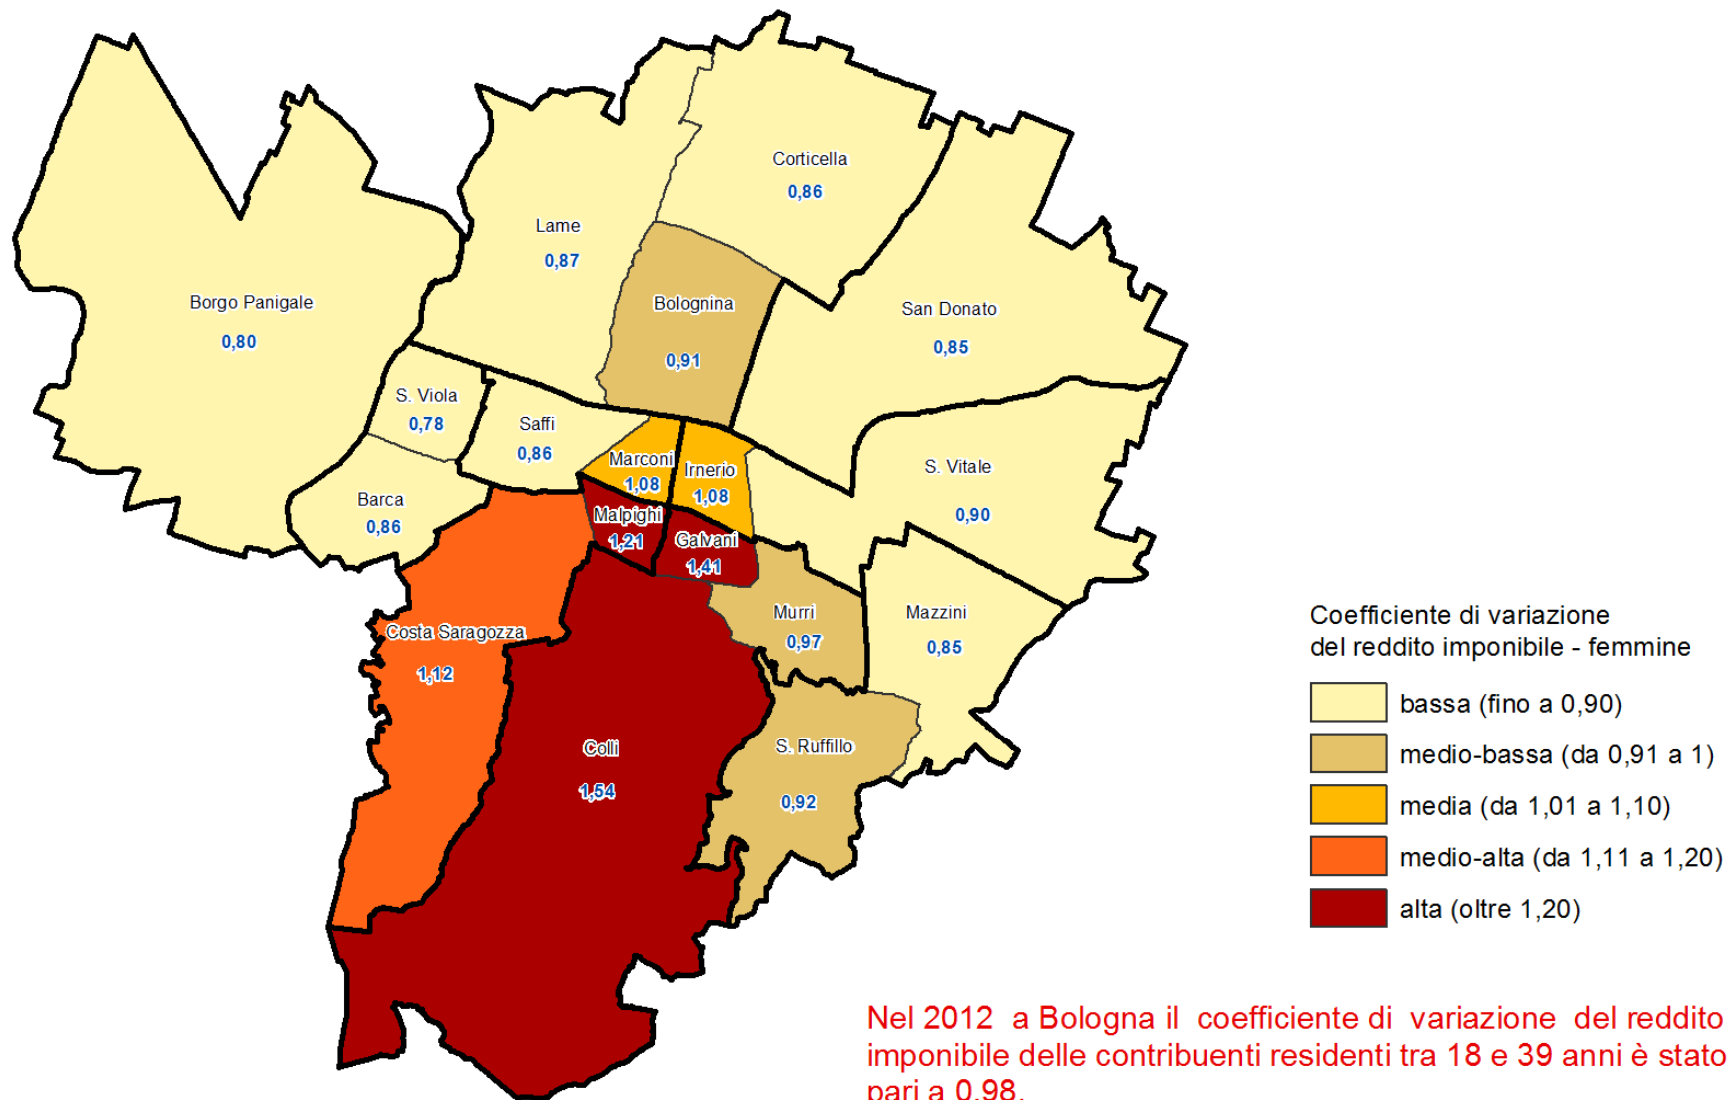 Corticella
0,86
Lame
0,87
Borgo Panigale
0,80
Bolognina
0,91
San Donato
0,85
S. Viola
0,78
Saffi
0,86
Marconi
1,08
Irnerio
1,08
S. Vitale
0,90
Barca
0,86
Malpighi
1,21
Galvani
1,41
Murri
0,97
Mazzini
0,85
Costa Saragozza
1,12
Colli
1,54
S. Ruffillo
0,92
Coefficiente di variazione
del reddito imponibile - femmine
bassa (fino a 0,90)
medio-bassa (da 0,91 a 1)
media (da 1,01 a 1,10)
medio-alta (da 1,11 a 1,20)
alta (oltre 1,20)
Nel 2012 a Bologna il coefficiente di variazione del reddito
imponibile delle contribuenti residenti tra 18 e 39 anni è stato
pari a 0,98.